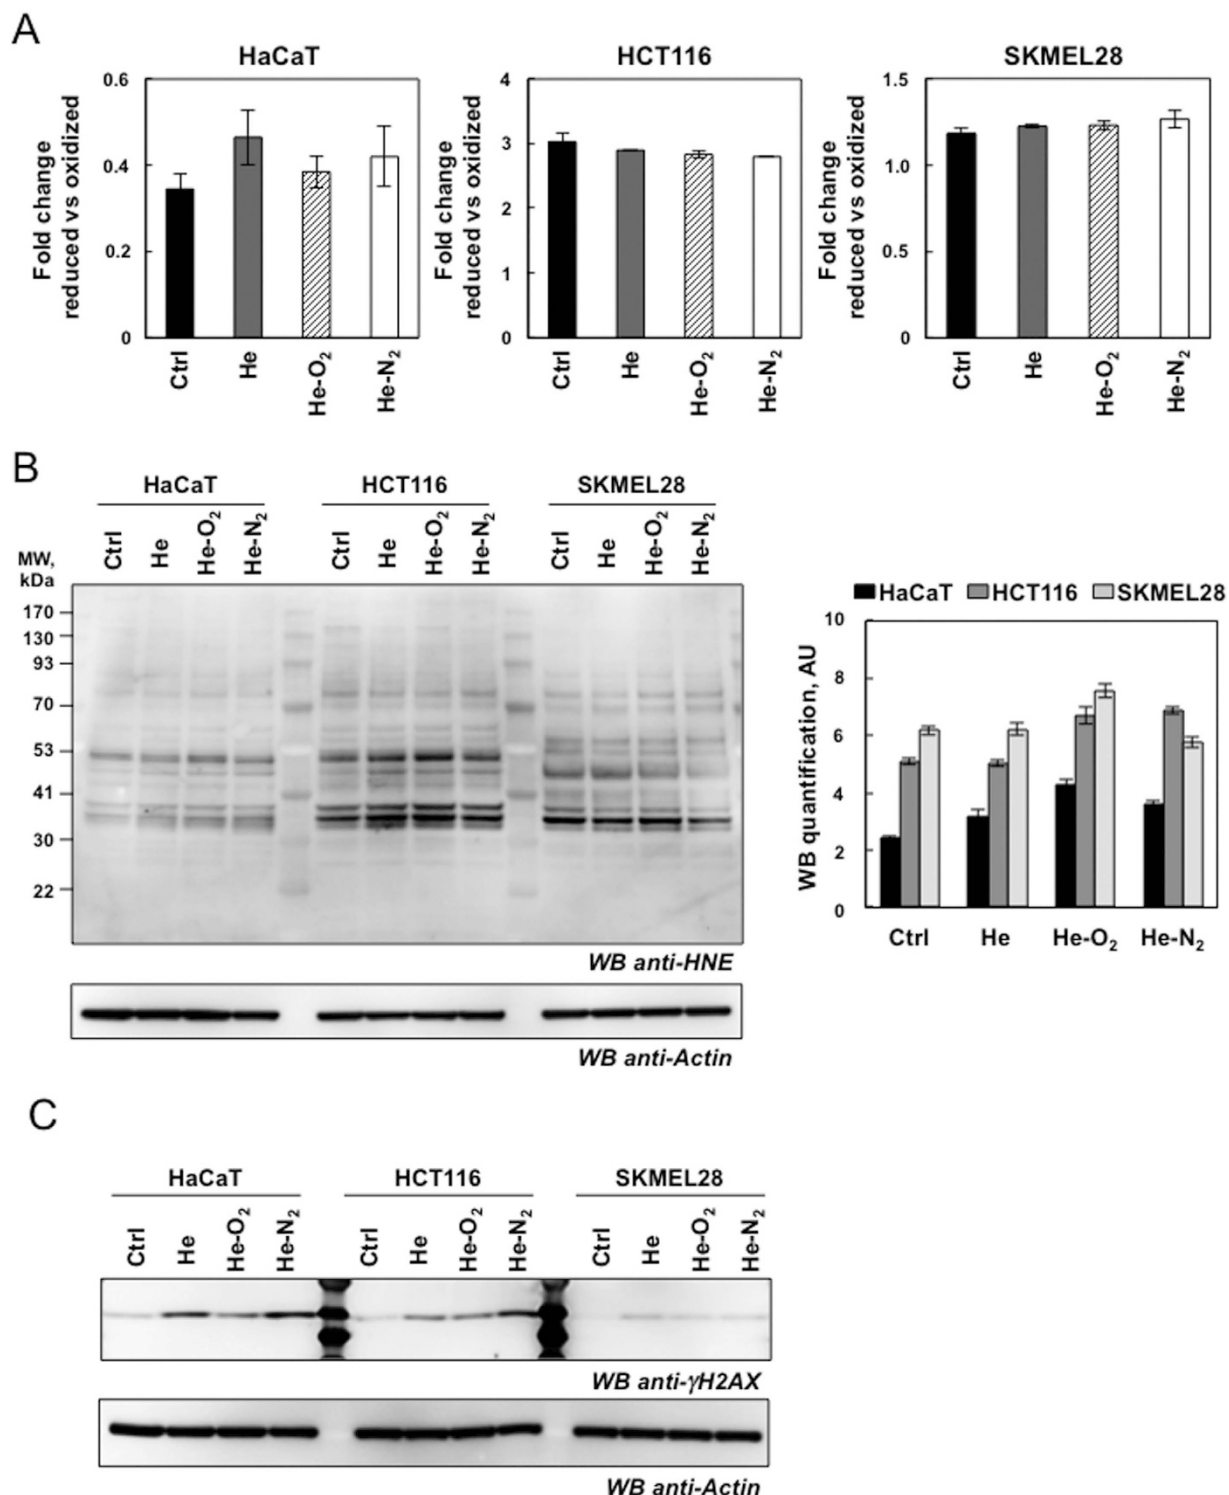 A
HaCaT
HCT116
SKMEL28
Fold change
reduced vs oxidized
0.6
0.4
0.2
0
Ctrl
He
He-O2
He-N2
Fold change
reduced vs oxidized
4
3
2
1
0
Ctrl
He
He-O2
He-N2
Fold change
reduced vs oxidized
1.5
1.0
0.5
0
Ctrl
He
He-O2
He-N2
B
HaCaT
HCT116
SKMEL28
Ctrl
He
He-O2
He-N2
Ctrl
He
He-O2
He-N2
Ctrl
He
He-O2
He-N2
MW,
kDa
170
130
93
70
53
41
30
22
WB anti-HNE
WB anti-Actin
HaCaT HCT116 SKMEL28
WB quantification, AU
10
8
6
4
2
0
Ctrl He He-O2 He-N2
C
HaCaT
HCT116
SKMEL28
Ctrl
He
He-O2
He-N2
Ctrl
He
He-O2
He-N2
Ctrl
He
He-O2
He-N2
WB anti-γH2AX
WB anti-Actin